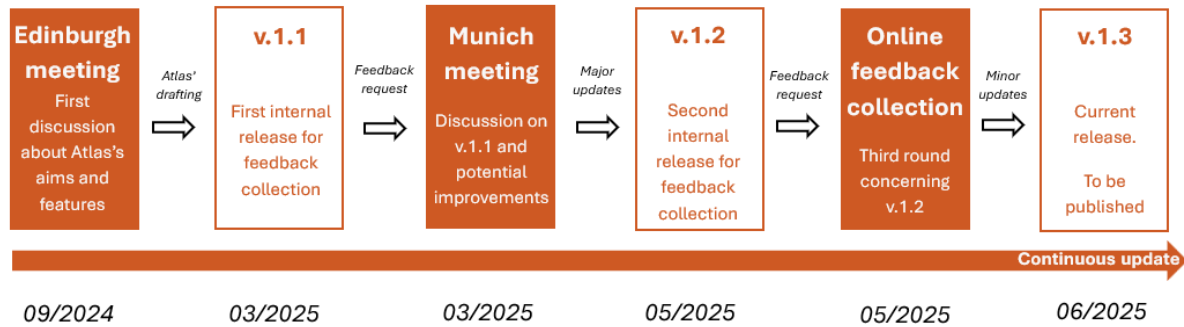 Edinburgh
meeting
First
discussion
about Atlas's
aims and
features
Atlas'
drafting
v.1.1
First internal
release for
feedback
collection
Feedback
request
Munich
meeting
Discussion on
v.1.1 and
potential
improvements
Major
updates
v.1.2
Second
internal
release for
feedback
collection
Feedback
request
Online
feedback
collection
Third round
concerning
v.1.2
Minor
updates
v.1.3
Current
release.
To be
published
Continuous update
09/2024
03/2025
03/2025
05/2025
05/2025
06/2025